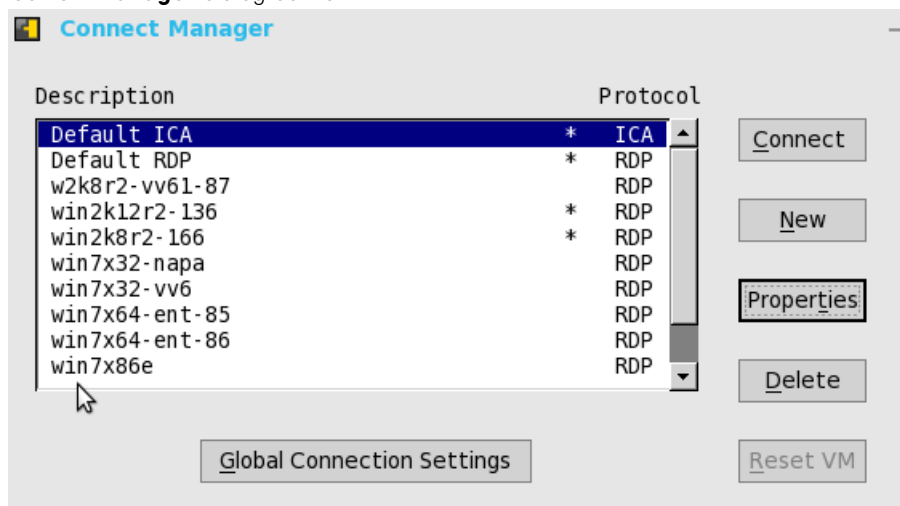 Connect Manager
Description Protocol
Default ICA * ICA
Default RDP * RDP
w2k8r2-vv61-87 RDP
win2k12r2-136 * RDP
win2k8r2-166 * RDP
win7x32-napa RDP
win7x32-vv6 RDP
win7x64-ent-85 RDP
win7x64-ent-86 RDP
win7x86e RDP
Connect
New
Properties
Delete
Global Connection Settings
Reset VM